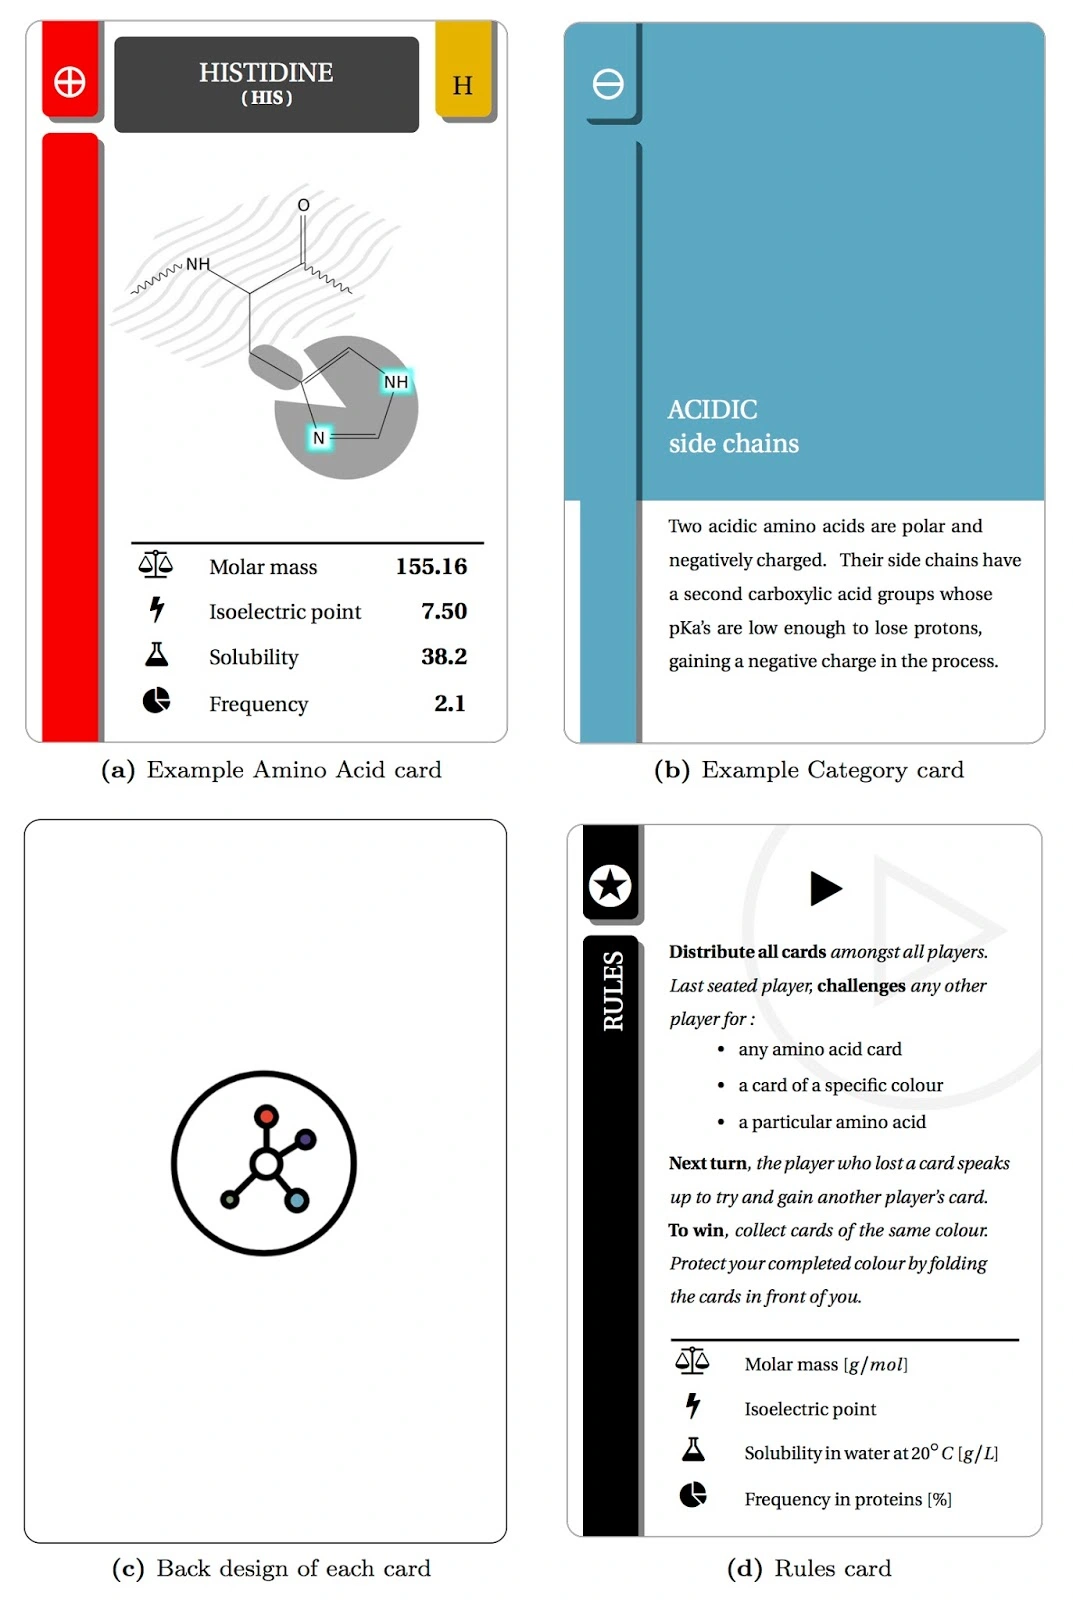 HISTIDINE
( HIS )
H
O
NH
NH
N
Molar mass 155.16
Isoelectric point 7.50
Solubility 38.2
Frequency 2.1
(a) Example Amino Acid card
ACIDIC
side chains
Two acidic amino acids are polar and
negatively charged. Their side chains have
a second carboxylic acid groups whose
pKa's are low enough to lose protons,
gaining a negative charge in the process.
(b) Example Category card
(c) Back design of each card
RULES
Distribute all cards amongst all players.
Last seated player, challenges any other
player for :
• any amino acid card
• a card of a specific colour
• a particular amino acid
Next turn, the player who lost a card speaks
up to try and gain another player's card.
To win, collect cards of the same colour.
Protect your completed colour by folding
the cards in front of you.
Molar mass [g/mol]
Isoelectric point
Solubility in water at 20° C [g/L]
Frequency in proteins [%]
(d) Rules card